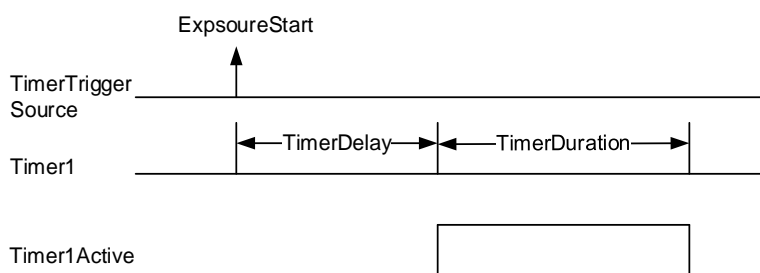 ExpsoureStart
TimerTrigger
Source
TimerDelay
TimerDuration
Timer1
Timer1Active